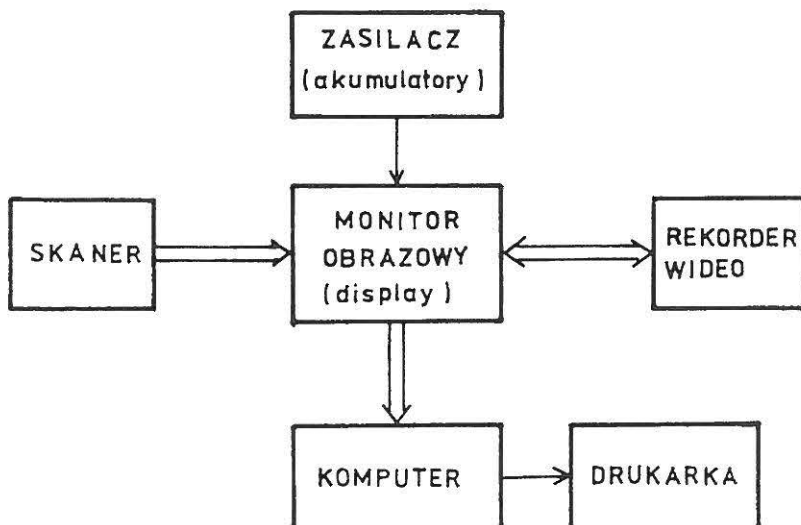 ZASILACZ
(akumulatory)
SKANER
MONITOR
OBRAZOWY
(display)
REKORDER
WIDEO
KOMPUTER
DRUKARKA